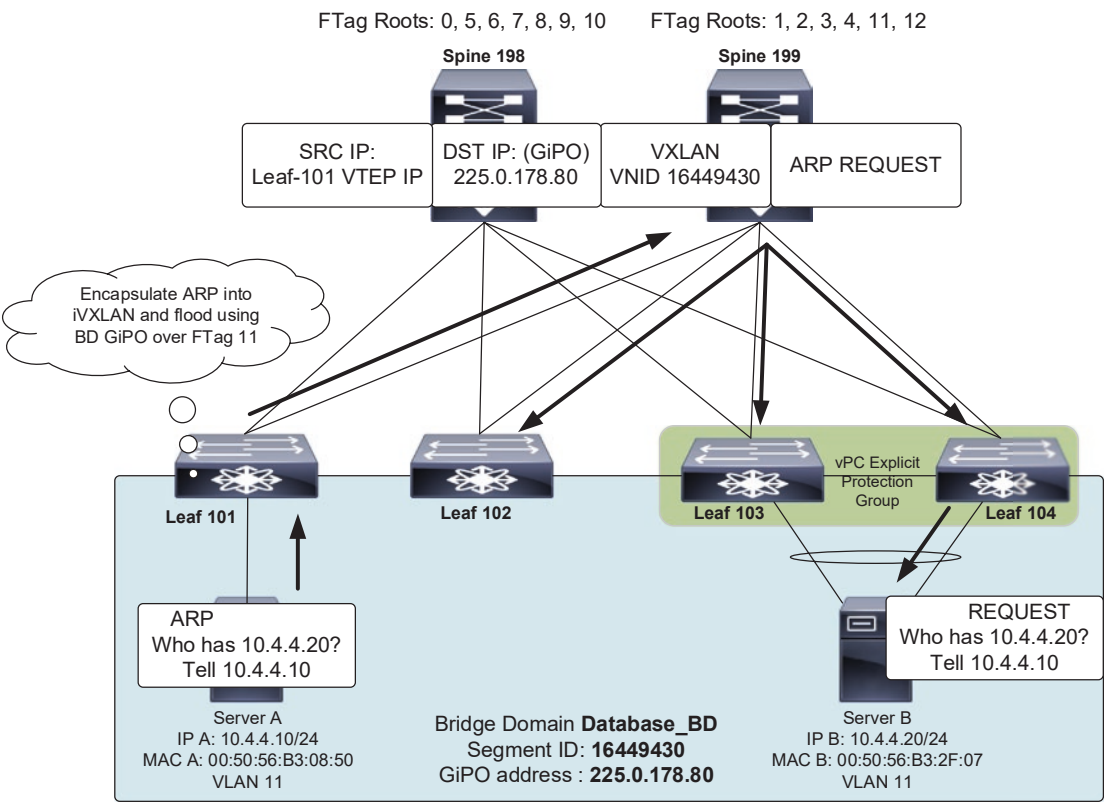 FTag Roots: 0, 5, 6, 7, 8, 9, 10
FTag Roots: 1, 2, 3, 4, 11, 12
Spine 198
Spine 199
SRC IP:
Leaf-101 VTEP IP
DST IP: (GiPO)
225.0.178.80
VXLAN
VNID 16449430
ARP REQUEST
Encapsulate ARP into
iVXLAN and flood using
BD GiPO over FTag 11
vPC Explicit
Protection
Group
Leaf 101
Leaf 102
Leaf 103
Leaf 104
ARP
Who has 10.4.4.20?
Tell 10.4.4.10
REQUEST
Who has 10.4.4.20?
Tell 10.4.4.10
Server A
IP A: 10.4.4.10/24
MAC A: 00:50:56:B3:08:50
VLAN 11
Bridge Domain Database_BD
Segment ID: 16449430
GiPO address : 225.0.178.80
Server B
IP B: 10.4.4.20/24
MAC B: 00:50:56:B3:2F:07
VLAN 11